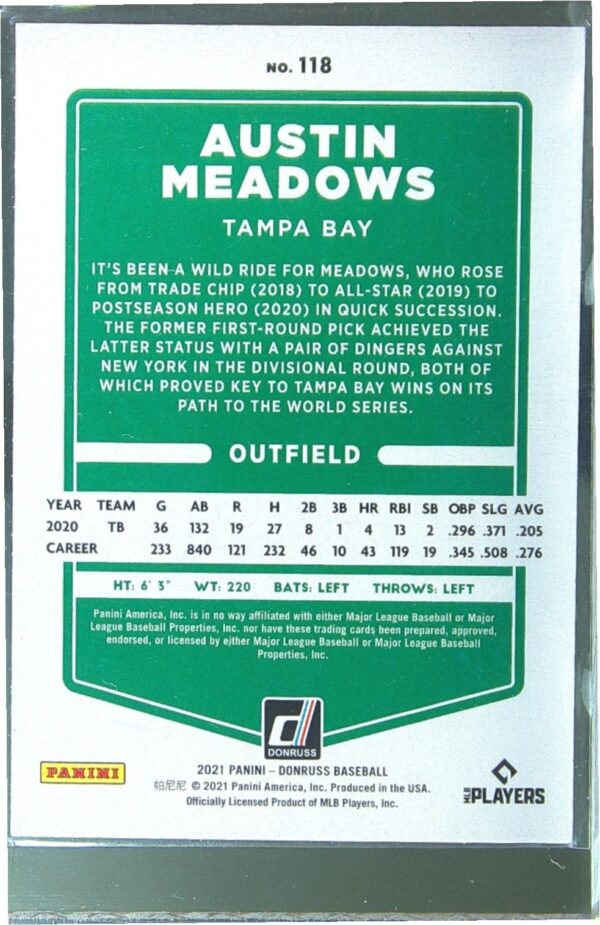 NO. 118
AUSTIN
MEADOWS
TAMPA BAY
IT'S BEEN A WILD RIDE FOR MEADOWS, WHO ROSE
FROM TRADE CHIP (2018) TO ALL-STAR (2019) TO
POSTSEASON HERO (2020) IN QUICK SUCCESSION.
THE FORMER FIRST-ROUND PICK ACHIEVED THE
LATTER STATUS WITH A PAIR OF DINGERS AGAINST
NEW YORK IN THE DIVISIONAL ROUND, BOTH OF
WHICH PROVED KEY TO TAMPA BAY WINS ON ITS
PATH TO THE WORLD SERIES.
OUTFIELD
YEAR TEAM G AB R H 2B 3B HR RBI SB OBP SLG AVG
2020 TB 36 132 19 27 8 1 4 13 2 .296 .371 .205
CAREER 233 840 121 232 46 10 43 119 19 .345 .508 .276
HT: 6' 3" WT: 220 BATS: LEFT THROWS: LEFT
Panini America, Inc. is in no way affiliated with either Major League Baseball or Major
League Baseball Properties, Inc. nor have these trading cards been prepared, approved,
endorsed, or licensed by either Major League Baseball or Major League Baseball
Properties, Inc.
DONRUSS
PANINI
2021 PANINI – DONRUSS BASEBALL
帕尼尼 © 2021 Panini America, Inc. Produced in the USA.
Officially Licensed Product of MLB Players, Inc.
MLB PLAYERS